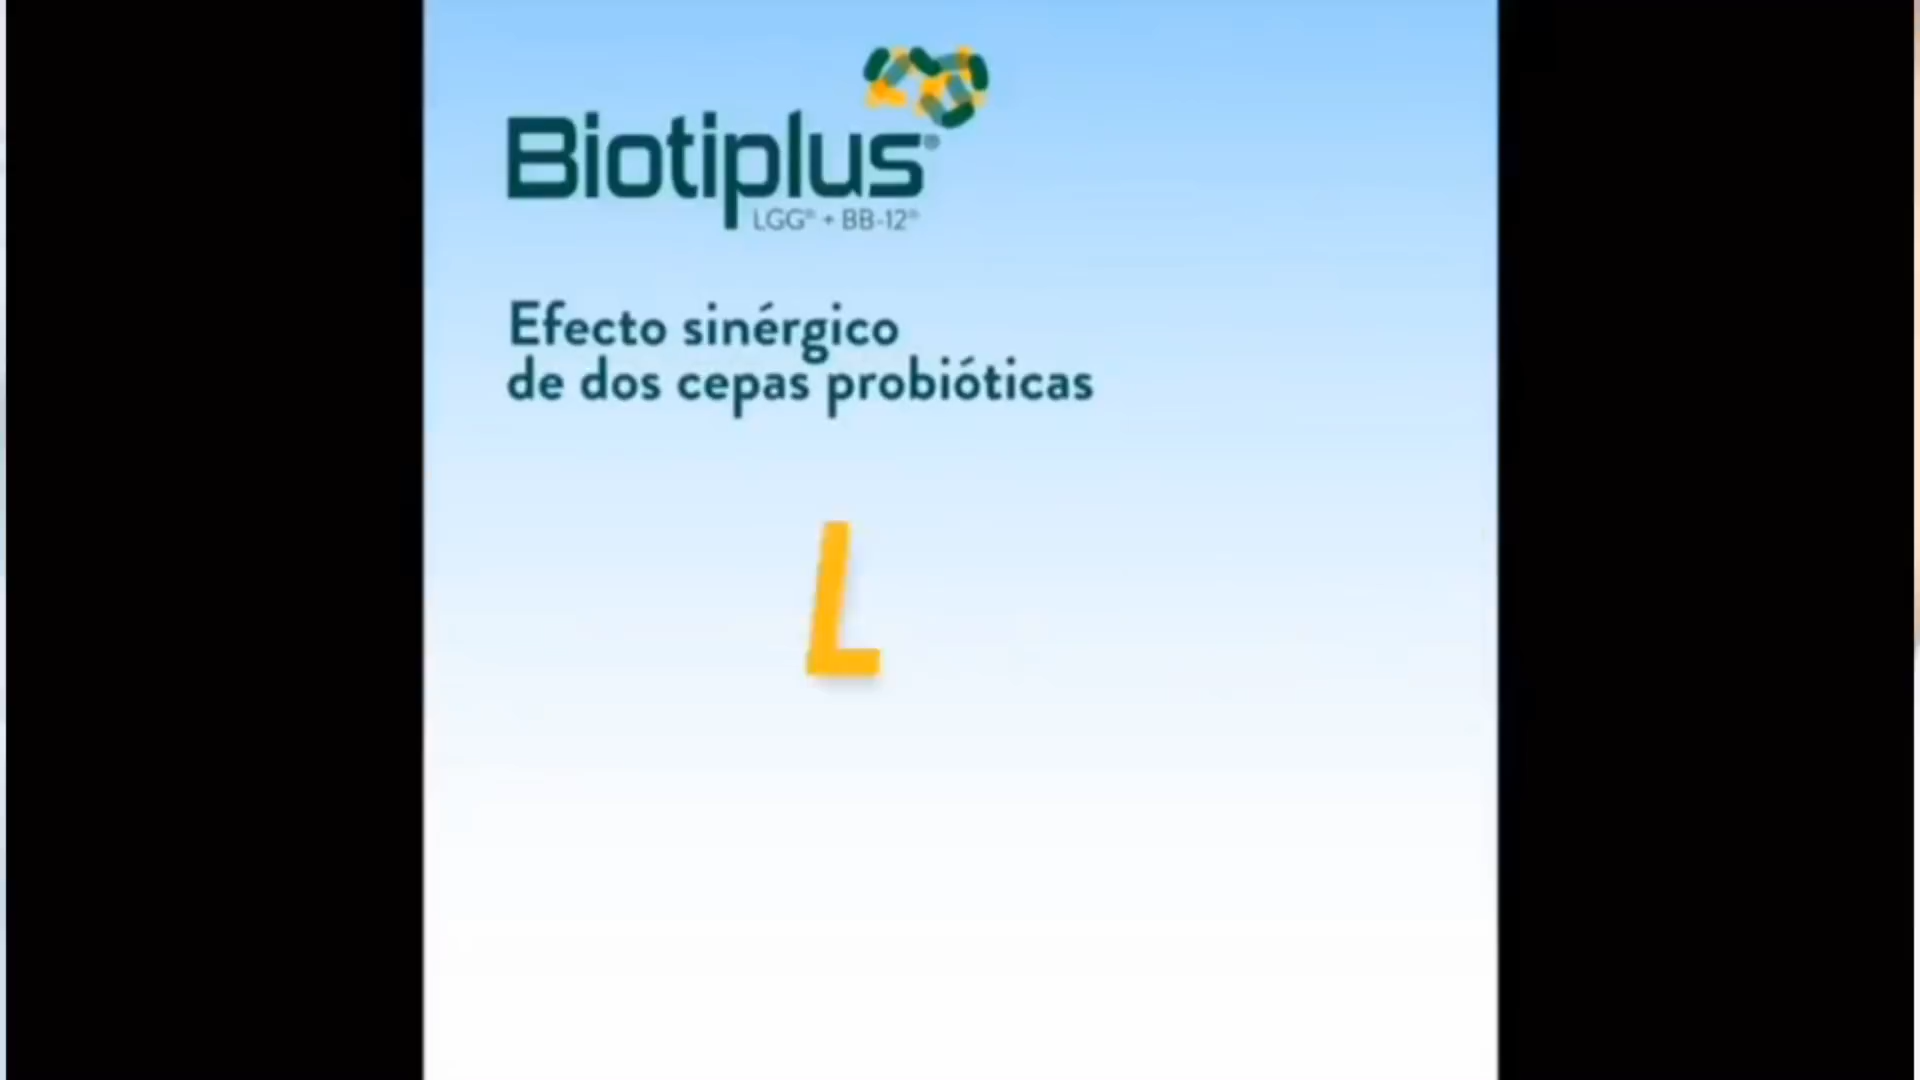 Biotiplus®
LGG® + BB-12®
Efecto sinérgico
de dos cepas probióticas
L